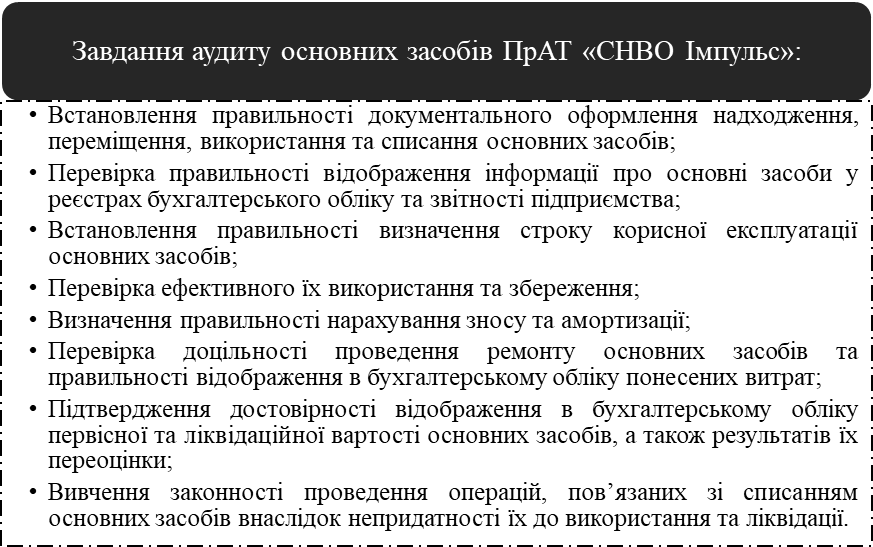 Завдання аудиту основних засобів ПрАТ «СНВО Імпульс»:
• Встановлення правильності документального оформлення надходження,
переміщення, використання та списання основних засобів;
• Перевірка правильності відображення інформації про основні засоби у
реєстрах бухгалтерського обліку та звітності підприємства;
• Встановлення правильності визначення строку корисної експлуатації
основних засобів;
• Перевірка ефективного їх використання та збереження;
• Визначення правильності нарахування зносу та амортизації;
• Перевірка доцільності проведення ремонту основних засобів та
правильності відображення в бухгалтерському обліку понесених витрат;
• Підтвердження достовірності відображення в бухгалтерському обліку
первісної та ліквідаційної вартості основних засобів, а також результатів їх
переоцінки;
• Вивчення законності проведення операцій, пов’язаних зі списанням
основних засобів внаслідок непридатності їх до використання та ліквідації.